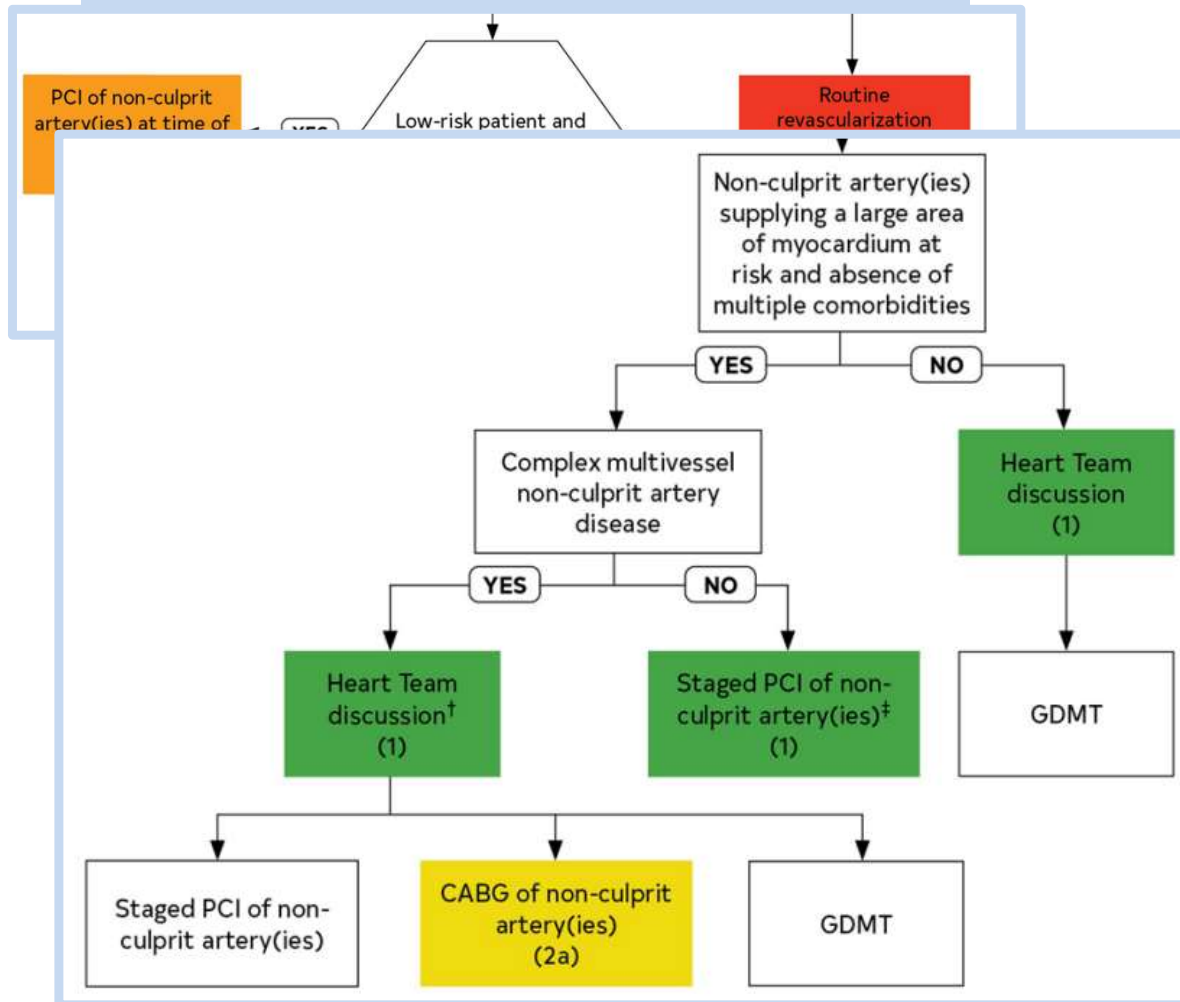 PCI of non-culprit
artery(ies) at time of
YES
Low-risk patient and
Routine
revascularization
Non-culprit artery(ies)
supplying a large area
of myocardium at
risk and absence of
multiple comorbidities
YES
NO
Complex multivessel
non-culprit artery
disease
Heart Team
discussion
(1)
YES
NO
Heart Team
discussion†
(1)
Staged PCI of non-
culprit artery(ies)‡
(1)
GDMT
Staged PCI of non-
culprit artery(ies)
CABG of non-culprit
artery(ies)
(2a)
GDMT